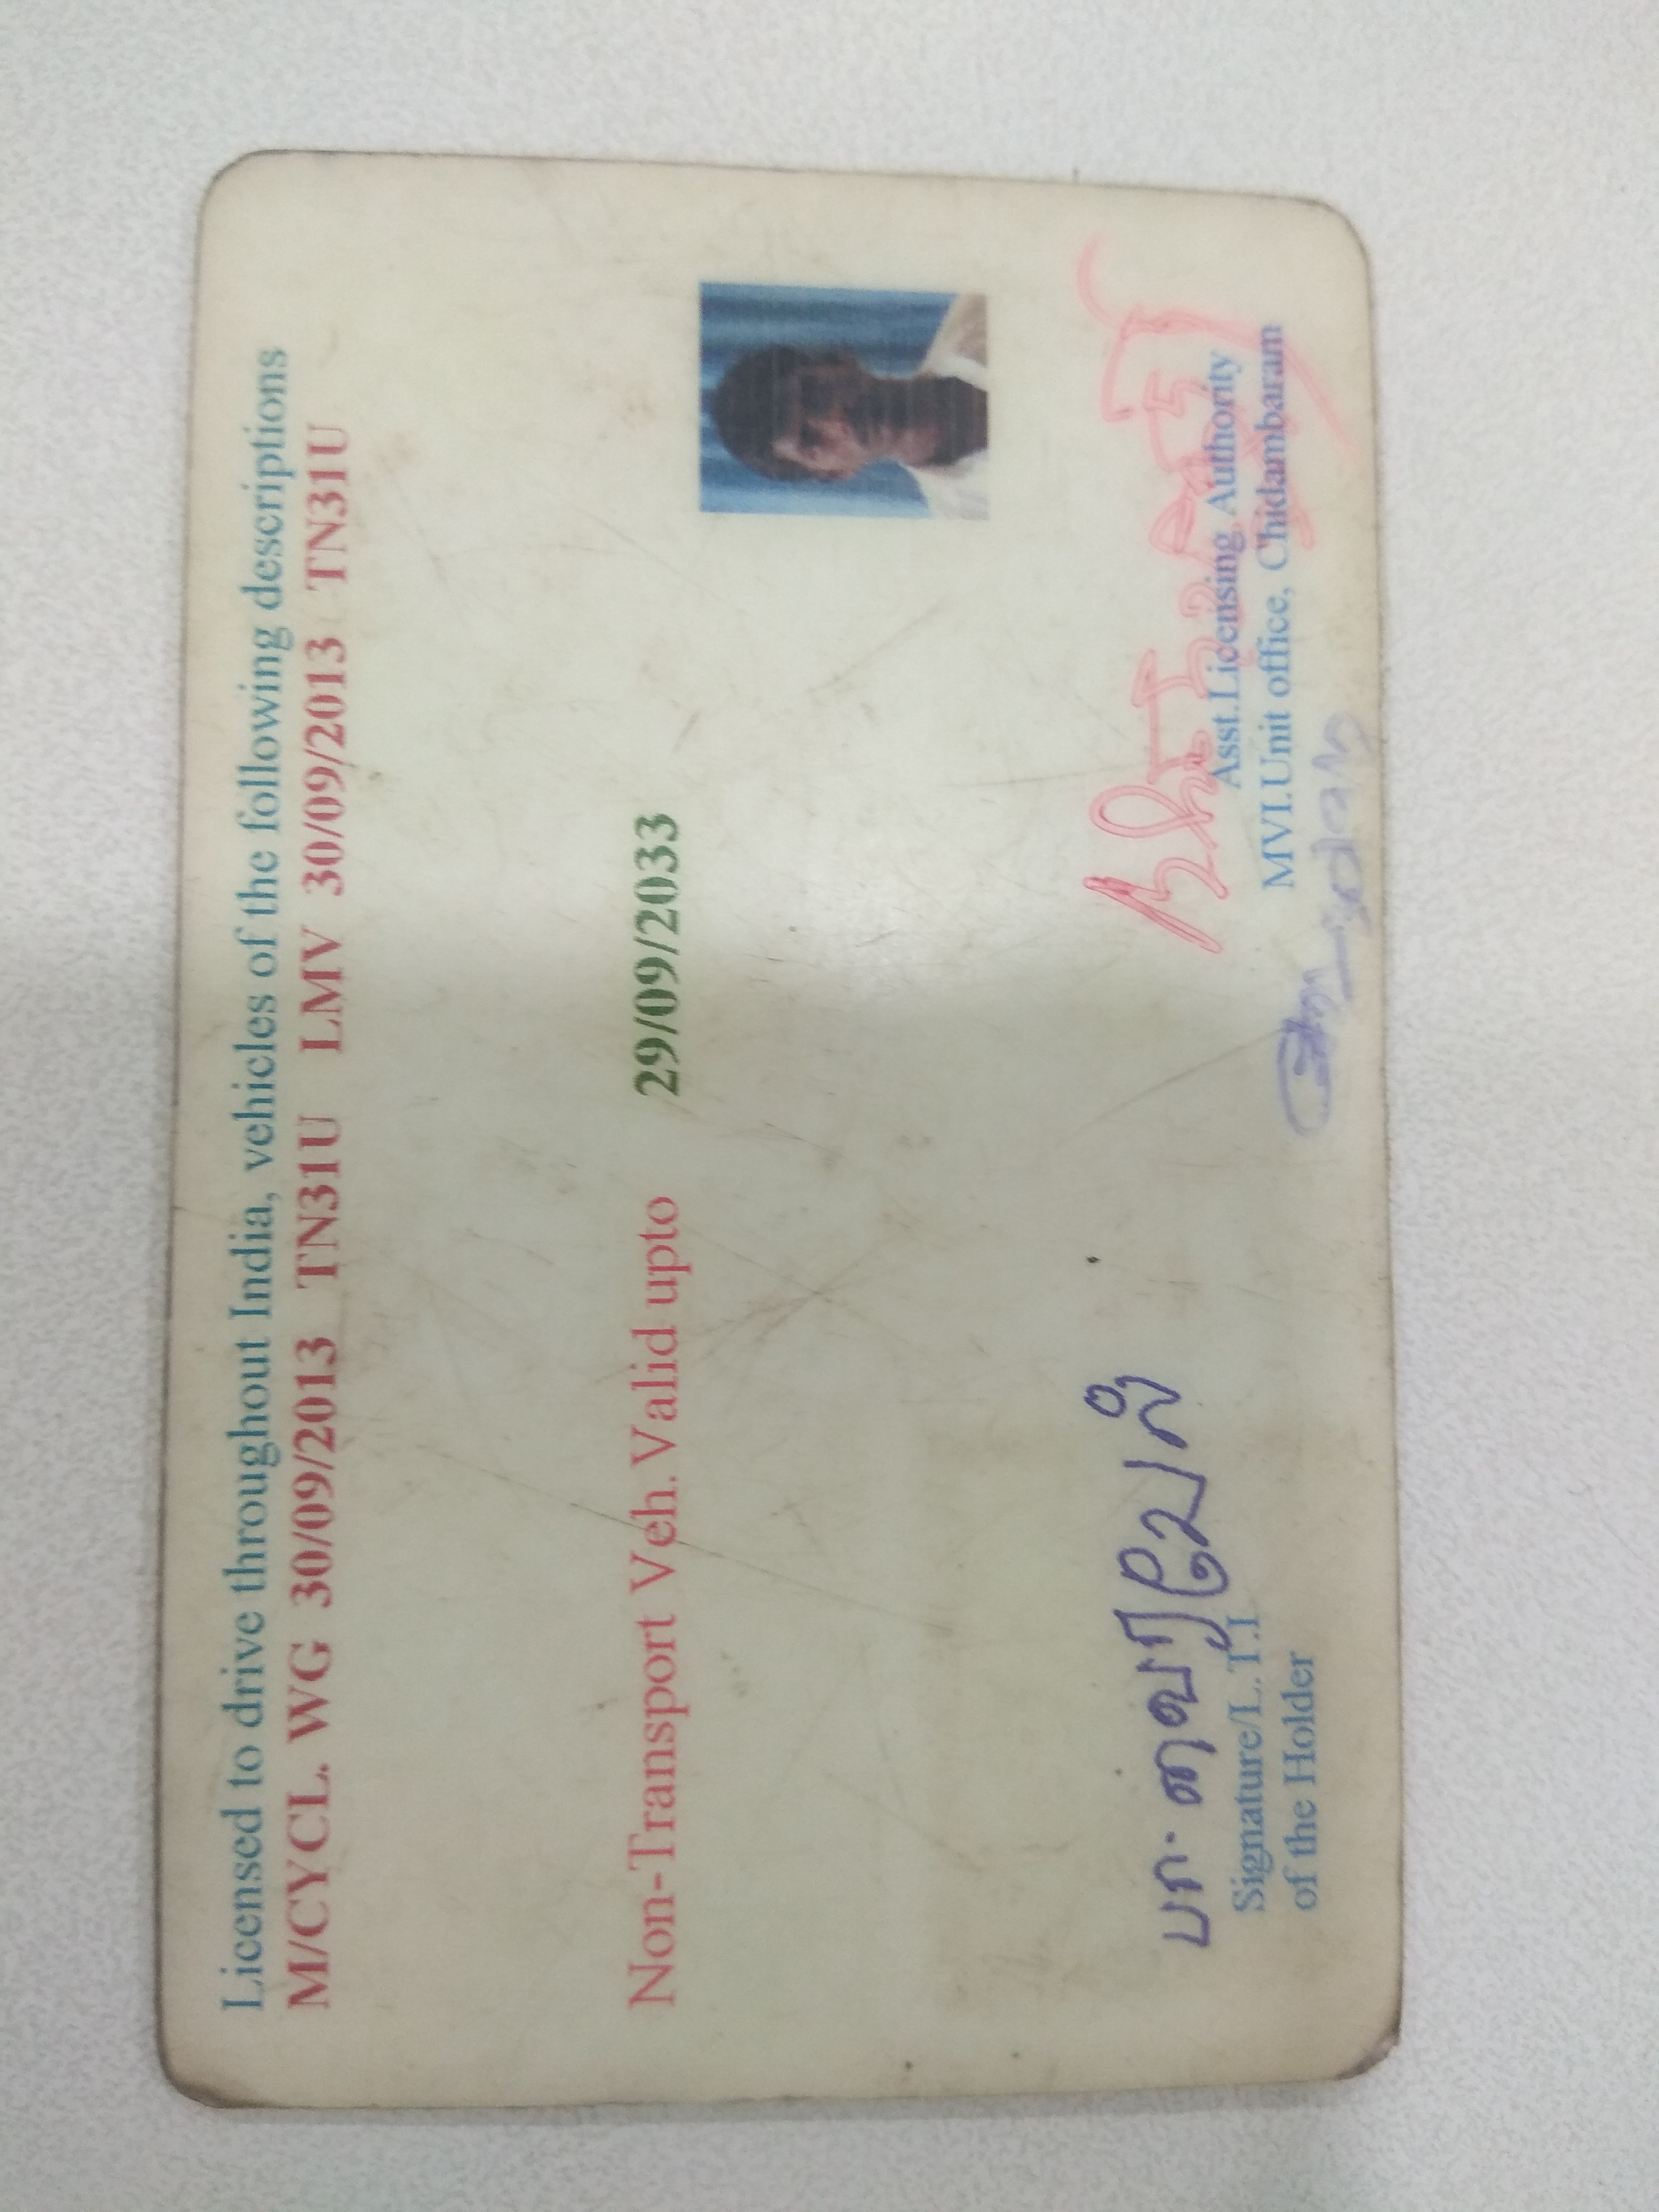 Licensed to drive throughout India, vehicles of the following descriptions
M/CYCL. WG 30/09/2013 TN31U LMV 30/09/2013 TN31U
Non-Transport Veh. Valid upto 29/09/2033
Signature/L.T.I
of the Holder
Asst.Licensing Authority
MVI.Unit office, Chidambaram